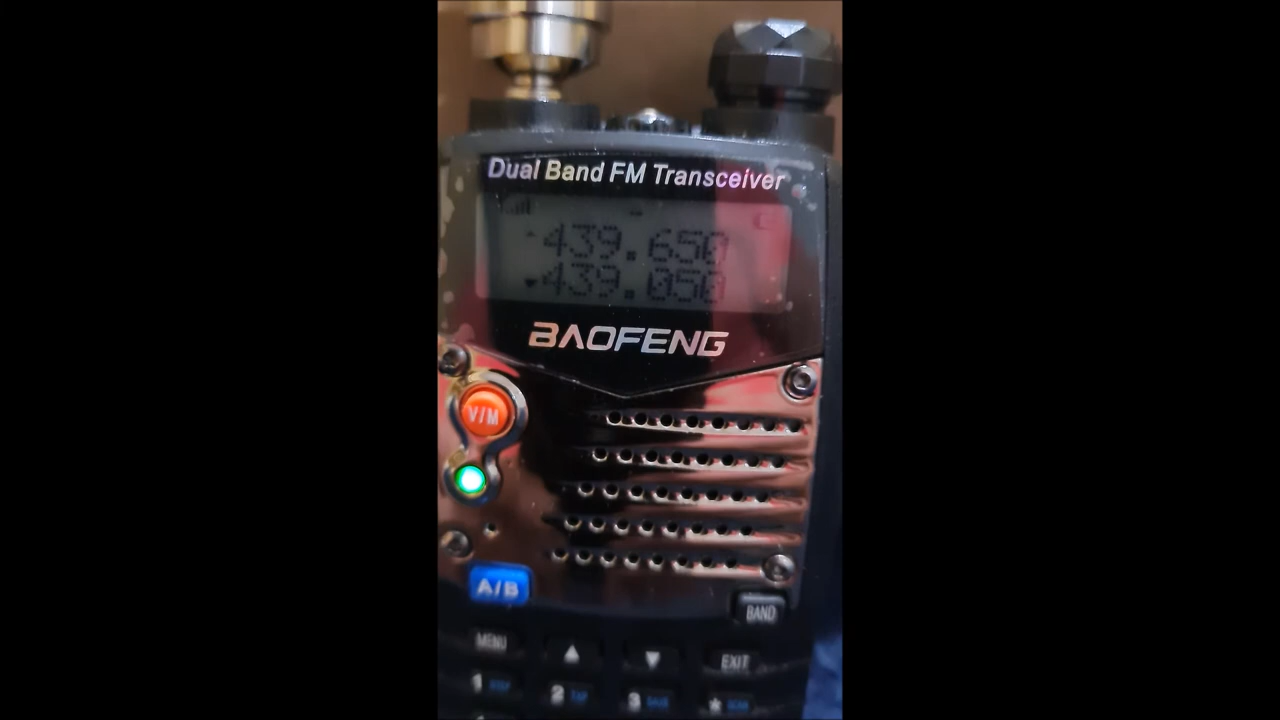 Dual Band FM Transceiver
439.650
439.050
BAOFENG
V/M
A/B
BAND
MENU
EXIT
1
2
3
*